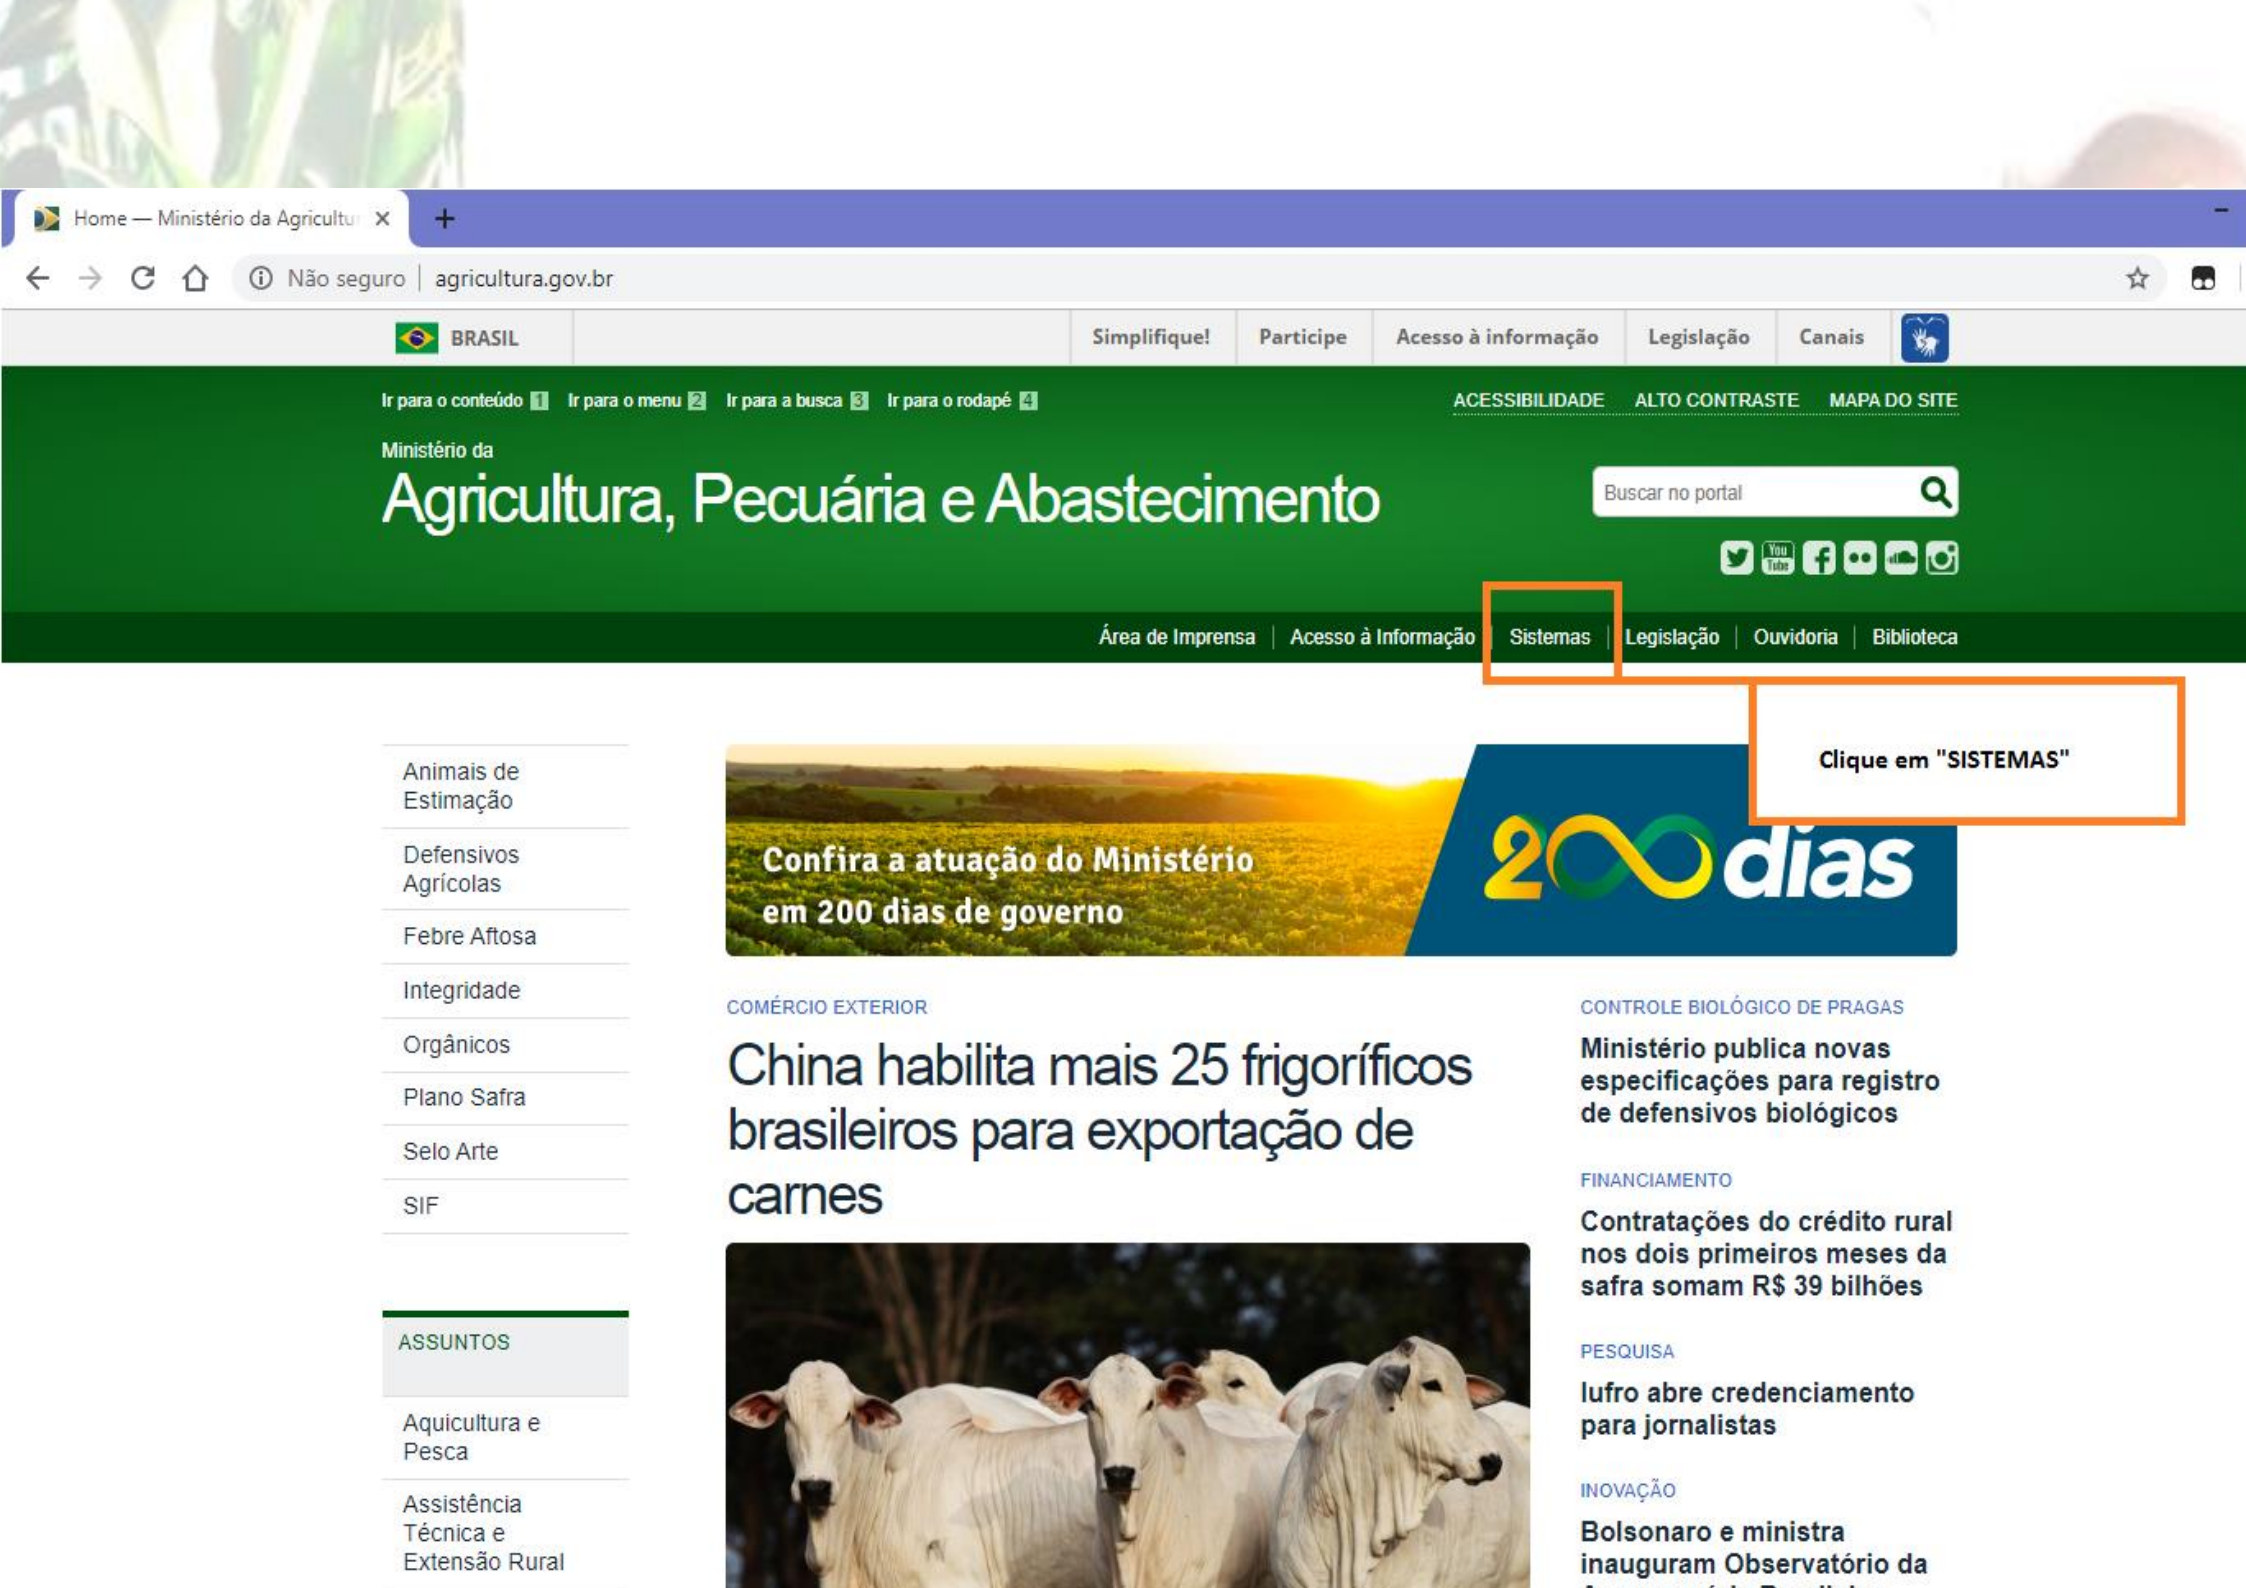 Home — Ministério da Agricultur
Não seguro | agricultura.gov.br
BRASIL
Simplifique! Participe Acesso à informação Legislação Canais
Ir para o conteúdo 1 Ir para o menu 2 Ir para a busca 3 Ir para o rodapé 4
ACESSIBILIDADE ALTO CONTRASTE MAPA DO SITE
Ministério da
Agricultura, Pecuária e Abastecimento
Buscar no portal
You
Tube
Área de Imprensa | Acesso à Informação | Sistemas | Legislação | Ouvidoria | Biblioteca
Clique em "SISTEMAS"
Animais de
Estimação
Defensivos
Agrícolas
Febre Aftosa
Integridade
Orgânicos
Plano Safra
Selo Arte
SIF
ASSUNTOS
Aquicultura e
Pesca
Assistência
Técnica e
Extensão Rural
Confira a atuação do Ministério
em 200 dias de governo
200 dias
COMÉRCIO EXTERIOR
China habilita mais 25 frigoríficos
brasileiros para exportação de
carnes
CONTROLE BIOLÓGICO DE PRAGAS
Ministério publica novas
especificações para registro
de defensivos biológicos
FINANCIAMENTO
Contratações do crédito rural
nos dois primeiros meses da
safra somam R$ 39 bilhões
PESQUISA
Iufro abre credenciamento
para jornalistas
INOVAÇÃO
Bolsonaro e ministra
inauguram Observatório da